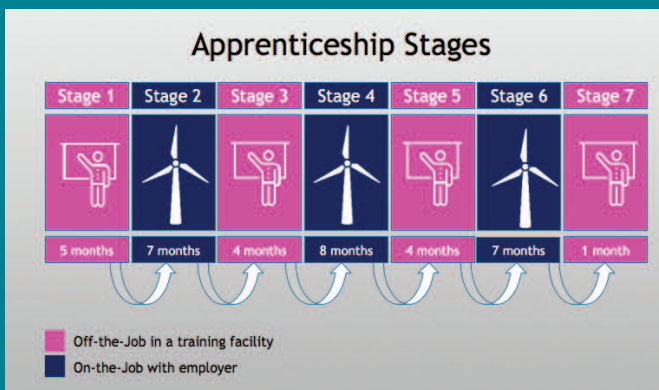 Apprenticeship Stages
Stage 1 Stage 2 Stage 3 Stage 4 Stage 5 Stage 6 Stage 7
5 months 7 months 4 months 8 months 4 months 7 months 1 month
Off-the-Job in a training facility
On-the-Job with employer